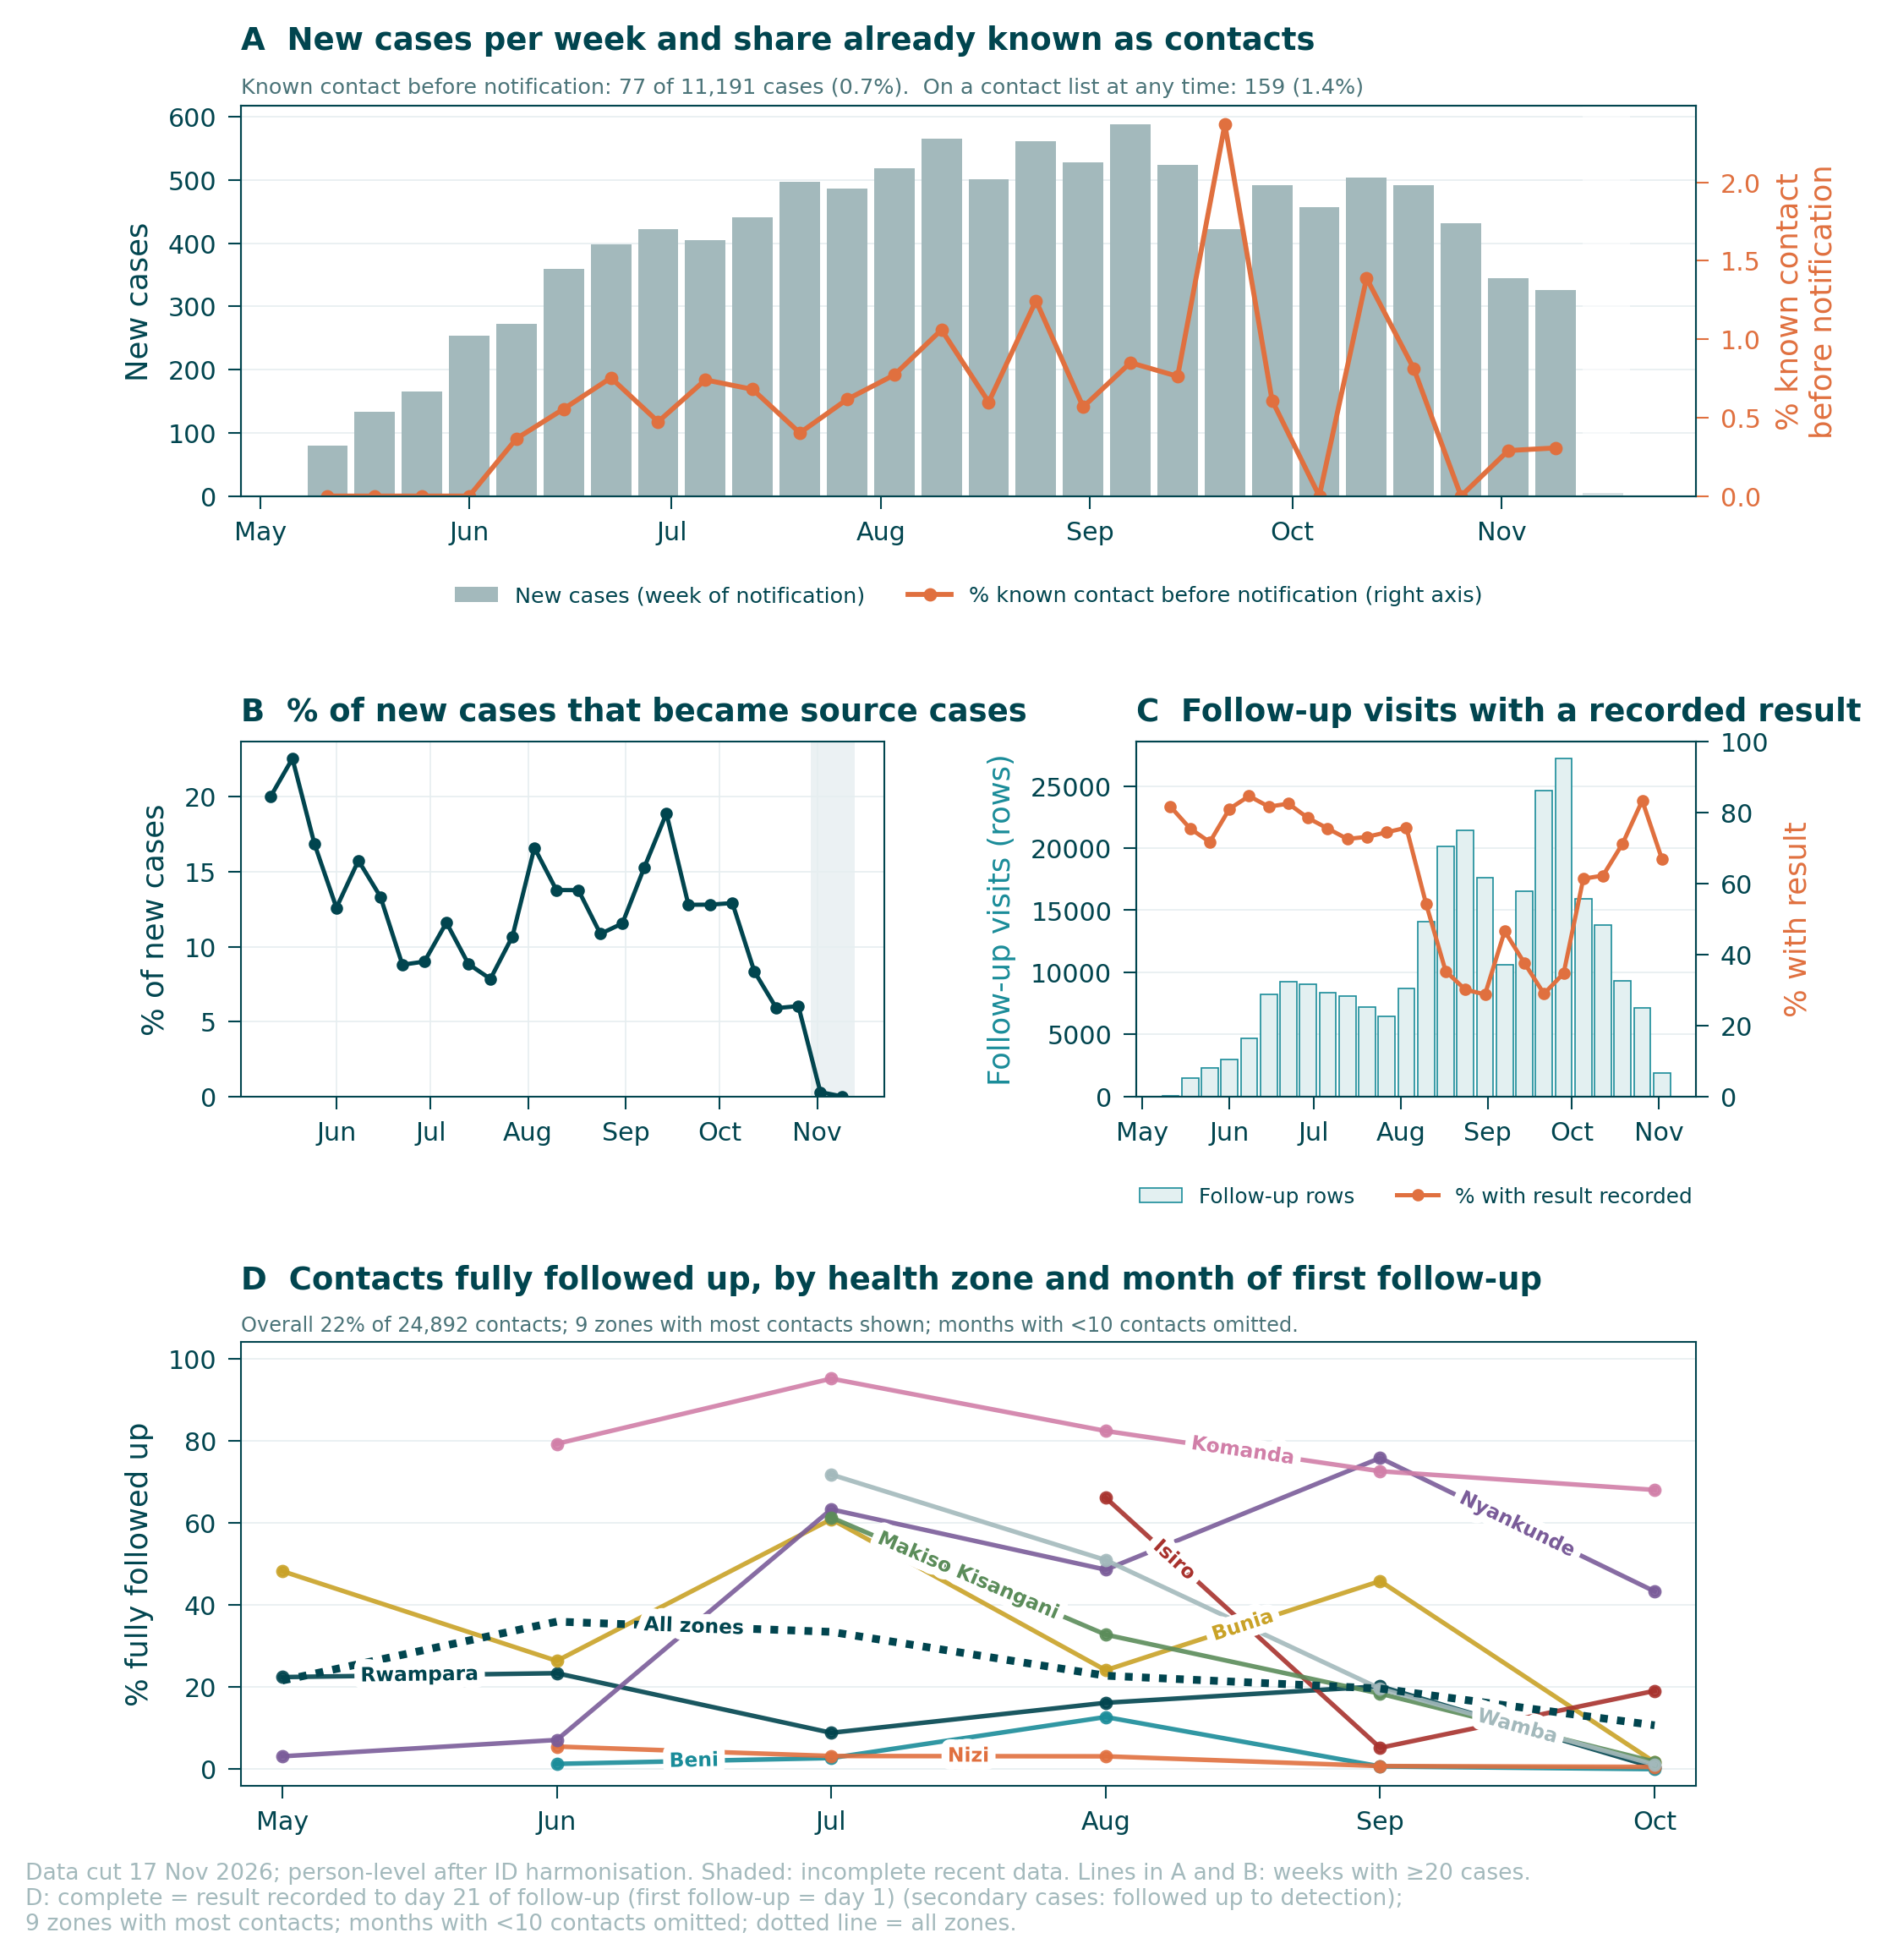 A  New cases per week and share already known as contacts
Known contact before notification: 77 of 11,191 cases (0.7%).  On a contact list at any time: 159 (1.4%)
New cases
600
500
400
300
200
100
0
2.0
1.5
1.0
0.5
0.0
% known contact
before notification
May
Jun
Jul
Aug
Sep
Oct
Nov
New cases (week of notification)
% known contact before notification (right axis)
B  % of new cases that became source cases
% of new cases
20
15
10
5
0
Jun
Jul
Aug
Sep
Oct
Nov
C  Follow-up visits with a recorded result
Follow-up visits (rows)
25000
20000
15000
10000
5000
0
100
80
60
40
20
0
% with result
May
Jun
Jul
Aug
Sep
Oct
Nov
Follow-up rows
% with result recorded
D  Contacts fully followed up, by health zone and month of first follow-up
Overall 22% of 24,892 contacts; 9 zones with most contacts shown; months with <10 contacts omitted.
% fully followed up
100
80
60
40
20
0
Komanda
Nyankunde
Isiro
Makiso Kisangani
Bunia
All zones
Rwampara
Wamba
Beni
Nizi
May
Jun
Jul
Aug
Sep
Oct
Data cut 17 Nov 2026; person-level after ID harmonisation. Shaded: incomplete recent data. Lines in A and B: weeks with ≥20 cases.
D: complete = result recorded to day 21 of follow-up (first follow-up = day 1) (secondary cases: followed up to detection);
9 zones with most contacts; months with <10 contacts omitted; dotted line = all zones.